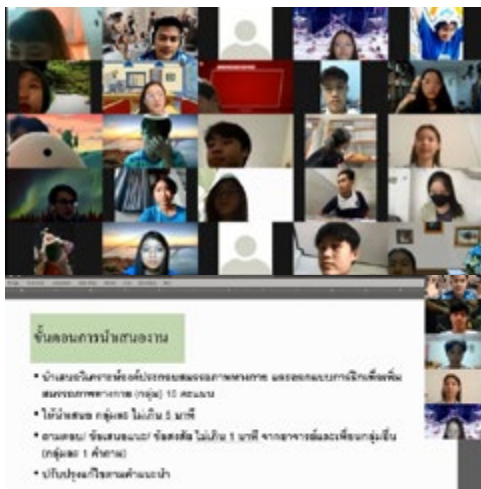 ขั้นตอนการนำเสนองาน
• นำเสนอวิเคราะห์องค์ประกอบสมรรถภาพทางกาย และออกแบบการฝึกเพื่อเพิ่ม
สมรรถภาพทางกาย (กลุ่ม) 15 คะแนน
• ให้นำเสนอ กลุ่มละ ไม่เกิน 5 นาที
• ถามตอบ/ ข้อเสนอแนะ/ ข้อสงสัย ไม่เกิน 1 นาที จากอาจารย์และเพื่อนกลุ่มอื่น
(กลุ่มละ 1 คำถาม)
• ปรับปรุงแก้ไขตามคำแนะนำ